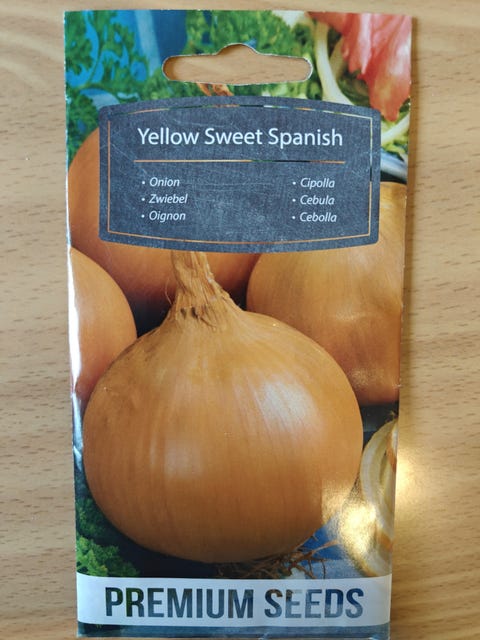 Yellow Sweet Spanish
• Onion
• Zwiebel
• Oignon
• Cipolla
• Cebula
• Cebolla
PREMIUM SEEDS